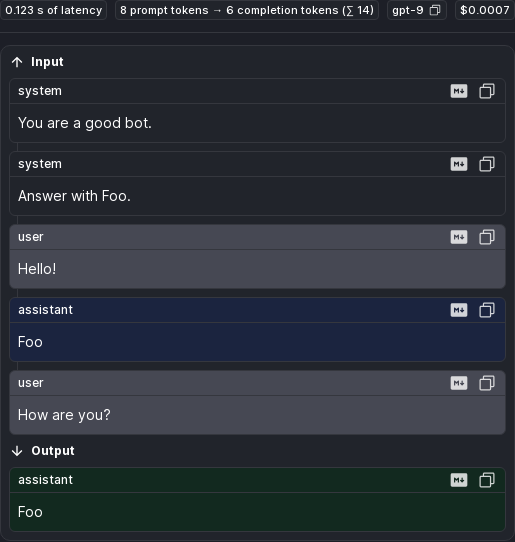 0.123 s of latency 8 prompt tokens → 6 completion tokens (∑ 14) gpt-9 $0.0007
↑ Input
system M↓
You are a good bot.
system M↓
Answer with Foo.
user M↓
Hello!
assistant M↓
Foo
user M↓
How are you?
↓ Output
assistant M↓
Foo